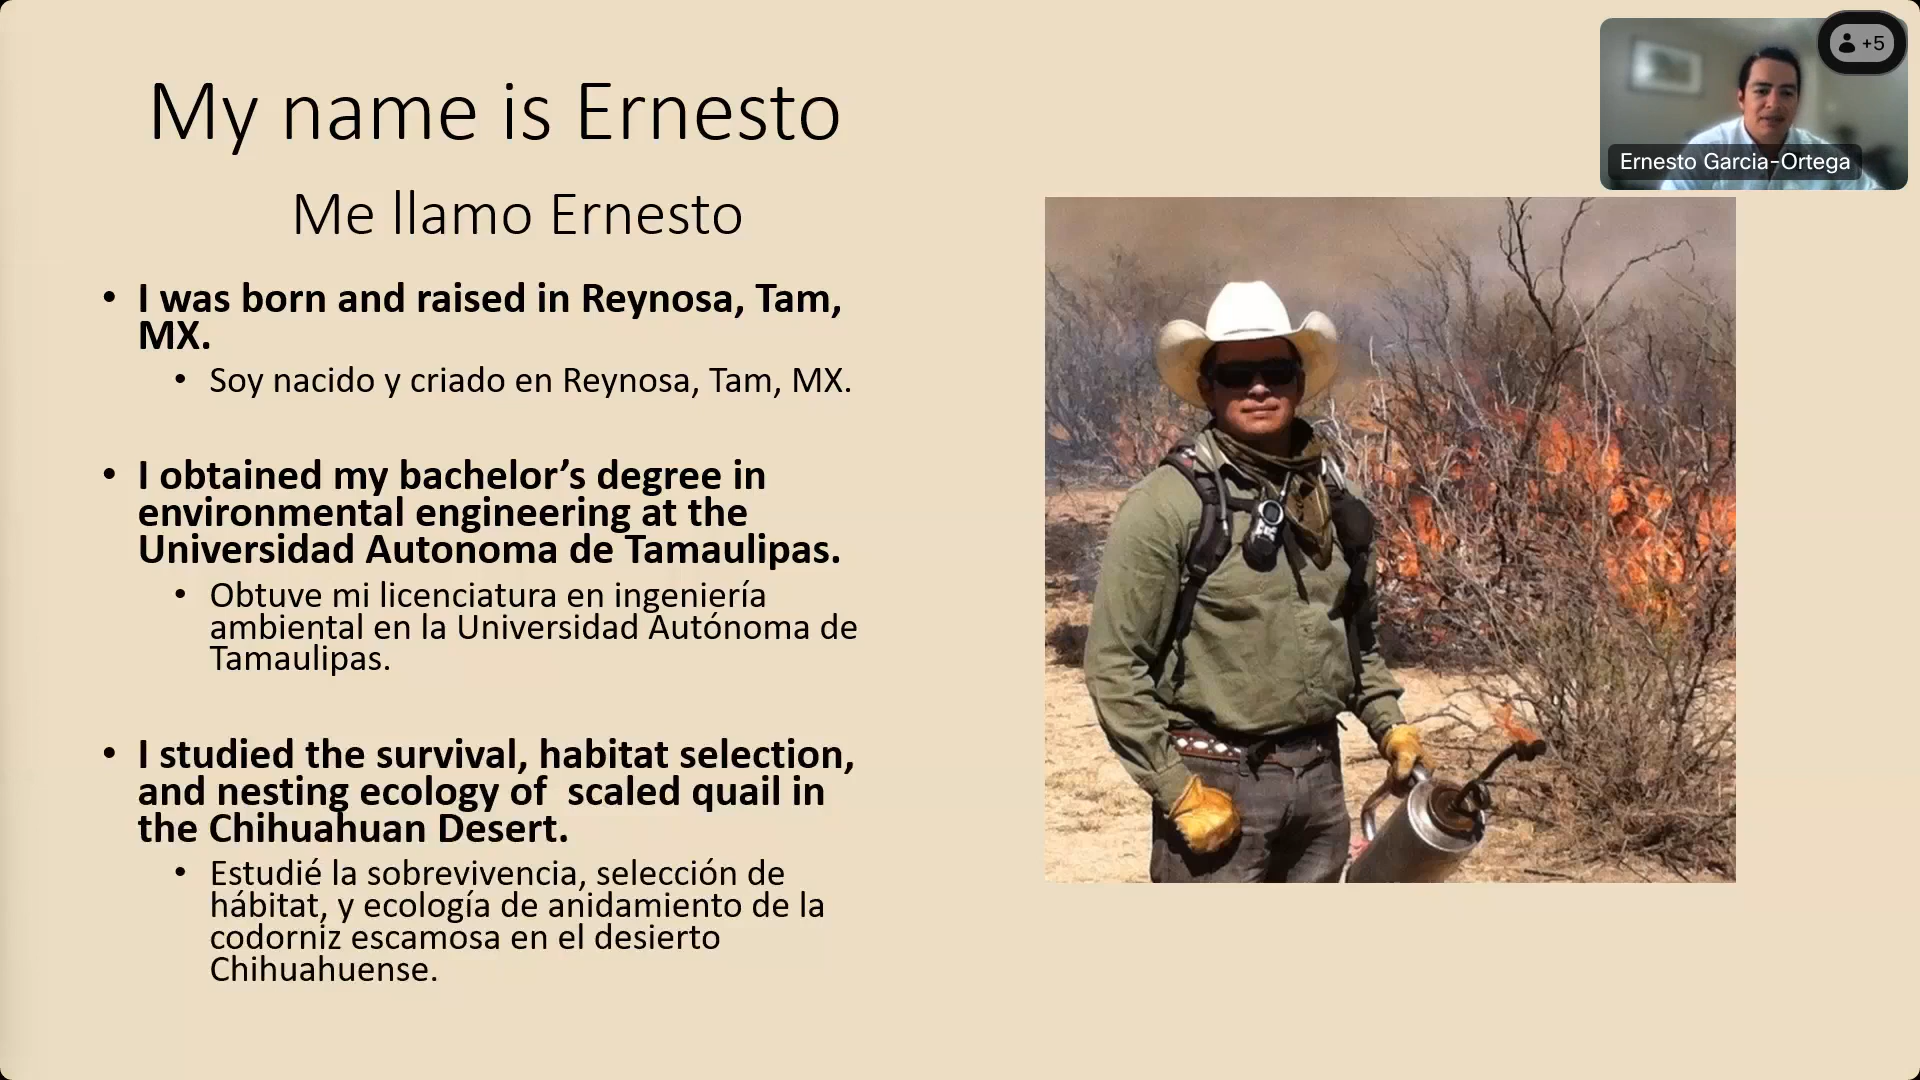 My name is Ernesto
Me llamo Ernesto
• I was born and raised in Reynosa, Tam,
MX.
• Soy nacido y criado en Reynosa, Tam, MX.
• I obtained my bachelor’s degree in
environmental engineering at the
Universidad Autonoma de Tamaulipas.
• Obtuve mi licenciatura en ingeniería
ambiental en la Universidad Autónoma de
Tamaulipas.
• I studied the survival, habitat selection,
and nesting ecology of  scaled quail in
the Chihuahuan Desert.
• Estudié la sobrevivencia, selección de
hábitat, y ecología de anidamiento de la
codorniz escamosa en el desierto
Chihuahuense.
+5
Ernesto Garcia-Ortega